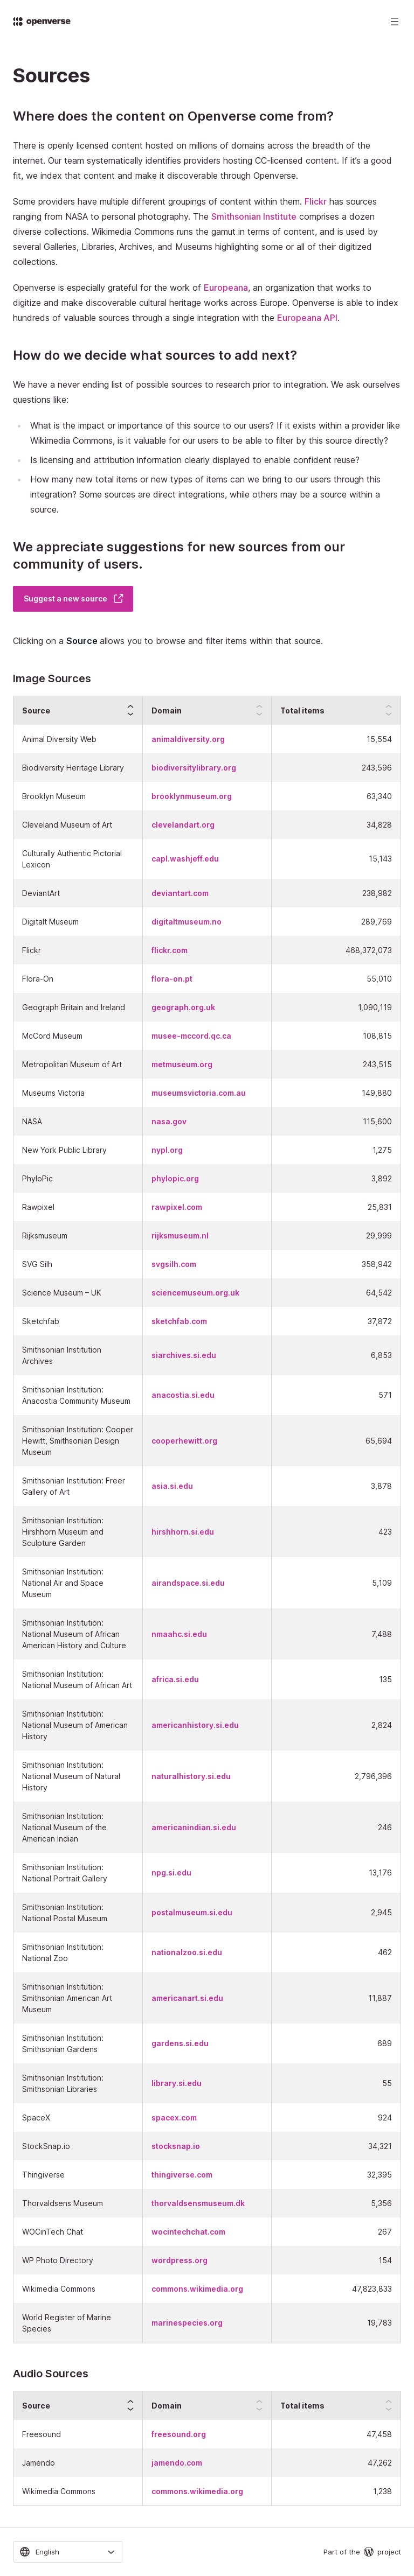 openverse
Sources
Where does the content on Openverse come from?
There is openly licensed content hosted on millions of domains across the breadth of the
internet. Our team systematically identifies providers hosting CC-licensed content. If it's a good
fit, we index that content and make it discoverable through Openverse.
Some providers have multiple different groupings of content within them. Flickr has sources
ranging from NASA to personal photography. The Smithsonian Institute comprises a dozen
diverse collections. Wikimedia Commons runs the gamut in terms of content, and is used by
several Galleries, Libraries, Archives, and Museums highlighting some or all of their digitized
collections.
Openverse is especially grateful for the work of Europeana, an organization that works to
digitize and make discoverable cultural heritage works across Europe. Openverse is able to index
hundreds of valuable sources through a single integration with the Europeana API.
How do we decide what sources to add next?
We have a never ending list of possible sources to research prior to integration. We ask ourselves
questions like:
What is the impact or importance of this source to our users? If it exists within a provider like
Wikimedia Commons, is it valuable for our users to be able to filter by this source directly?
Is licensing and attribution information clearly displayed to enable confident reuse?
How many new total items or new types of items can we bring to our users through this
integration? Some sources are direct integrations, while others may be a source within a
source.
We appreciate suggestions for new sources from our
community of users.
Suggest a new source
Clicking on a Source allows you to browse and filter items within that source.
Image Sources
Source Domain Total items
Animal Diversity Web animaldiversity.org 15,554
Biodiversity Heritage Library biodiversitylibrary.org 243,596
Brooklyn Museum brooklynmuseum.org 63,340
Cleveland Museum of Art clevelandart.org 34,828
Culturally Authentic Pictorial
Lexicon capl.washjeff.edu 15,143
DeviantArt deviantart.com 238,982
Digitalt Museum digitaltmuseum.no 289,769
Flickr flickr.com 468,372,073
Flora-On flora-on.pt 55,010
Geograph Britain and Ireland geograph.org.uk 1,090,119
McCord Museum musee-mccord.qc.ca 108,815
Metropolitan Museum of Art metmuseum.org 243,515
Museums Victoria museumsvictoria.com.au 149,880
NASA nasa.gov 115,600
New York Public Library nypl.org 1,275
PhyloPic phylopic.org 3,892
Rawpixel rawpixel.com 25,831
Rijksmuseum rijksmuseum.nl 29,999
SVG Silh svgsilh.com 358,942
Science Museum – UK sciencemuseum.org.uk 64,542
Sketchfab sketchfab.com 37,872
Smithsonian Institution
Archives siarchives.si.edu 6,853
Smithsonian Institution:
Anacostia Community Museum anacostia.si.edu 571
Smithsonian Institution: Cooper
Hewitt, Smithsonian Design
Museum cooperhewitt.org 65,694
Smithsonian Institution: Freer
Gallery of Art asia.si.edu 3,878
Smithsonian Institution:
Hirshhorn Museum and
Sculpture Garden hirshhorn.si.edu 423
Smithsonian Institution:
National Air and Space
Museum airandspace.si.edu 5,109
Smithsonian Institution:
National Museum of African
American History and Culture nmaahc.si.edu 7,488
Smithsonian Institution:
National Museum of African Art africa.si.edu 135
Smithsonian Institution:
National Museum of American
History americanhistory.si.edu 2,824
Smithsonian Institution:
National Museum of Natural
History naturalhistory.si.edu 2,796,396
Smithsonian Institution:
National Museum of the
American Indian americanindian.si.edu 246
Smithsonian Institution:
National Portrait Gallery npg.si.edu 13,176
Smithsonian Institution:
National Postal Museum postalmuseum.si.edu 2,945
Smithsonian Institution:
National Zoo nationalzoo.si.edu 462
Smithsonian Institution:
Smithsonian American Art
Museum americanart.si.edu 11,887
Smithsonian Institution:
Smithsonian Gardens gardens.si.edu 689
Smithsonian Institution:
Smithsonian Libraries library.si.edu 55
SpaceX spacex.com 924
StockSnap.io stocksnap.io 34,321
Thingiverse thingiverse.com 32,395
Thorvaldsens Museum thorvaldsensmuseum.dk 5,356
WOCinTech Chat wocintechchat.com 267
WP Photo Directory wordpress.org 154
Wikimedia Commons commons.wikimedia.org 47,823,833
World Register of Marine
Species marinespecies.org 19,783
Audio Sources
Source Domain Total items
Freesound freesound.org 47,458
Jamendo jamendo.com 47,262
Wikimedia Commons commons.wikimedia.org 1,238
English Part of the project